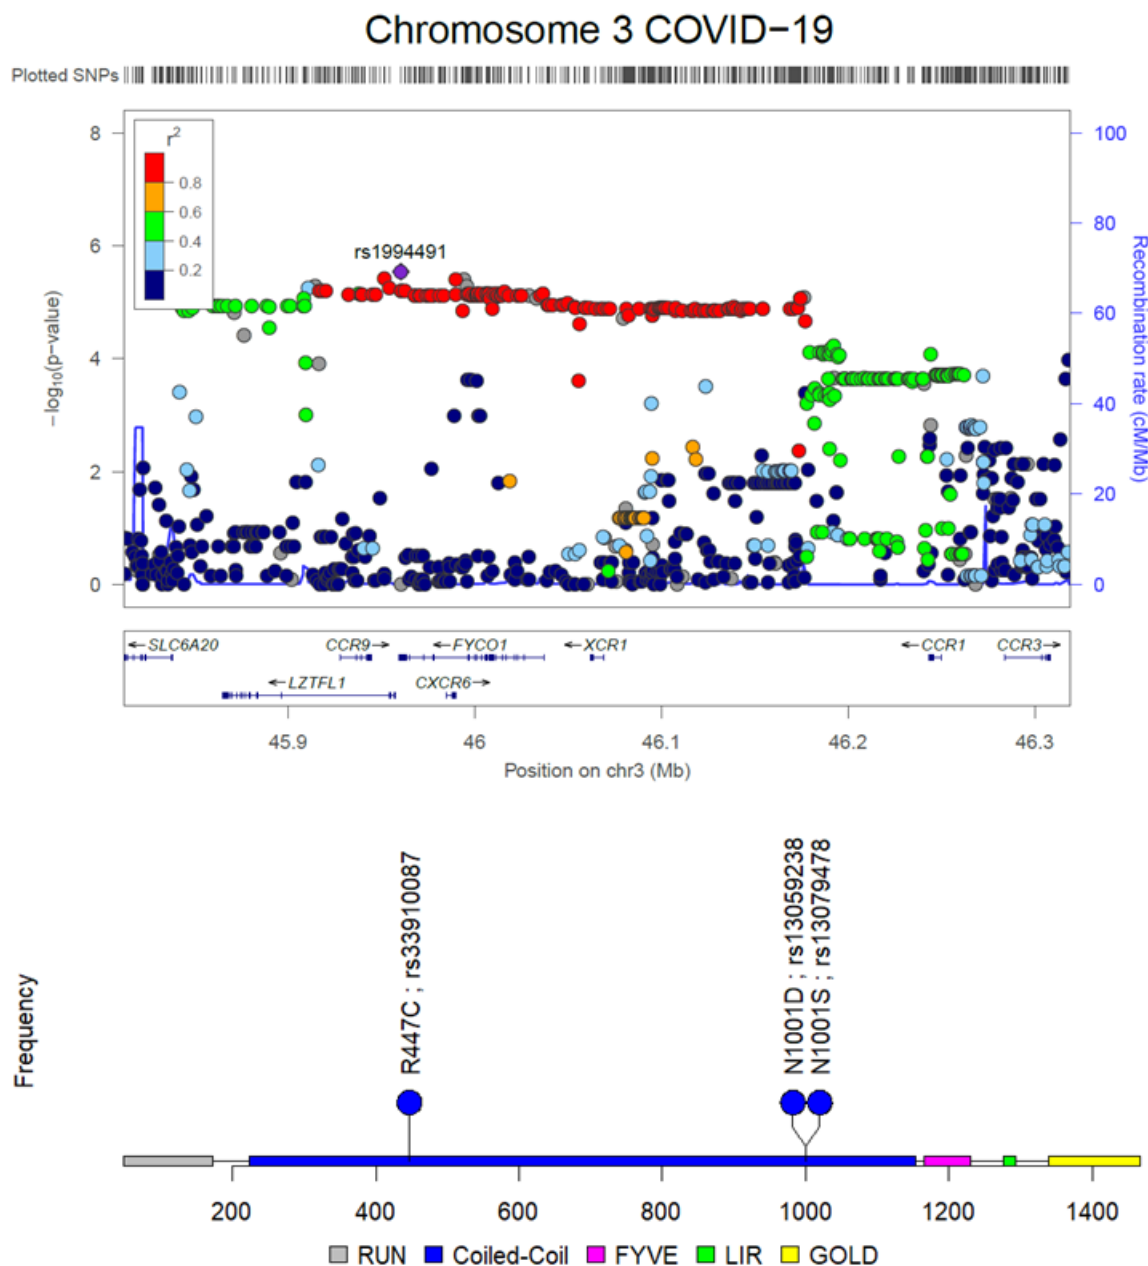 Chromosome 3 COVID−19
Plotted SNPs
r2
0.8
0.6
0.4
0.2
rs1994491
8
6
4
2
0
−log10(p−value)
100
80
60
40
20
0
Recombination rate (cM/Mb)
SLC6A20
CCR9
FYCO1
XCR1
CCR1
CCR3
LZTFL1
CXCR6
45.9
46
46.1
46.2
46.3
Position on chr3 (Mb)
Frequency
R447C ; rs33910087
N1001D ; rs13059238
N1001S ; rs13079478
200
400
600
800
1000
1200
1400
RUN
Coiled-Coil
FYVE
LIR
GOLD